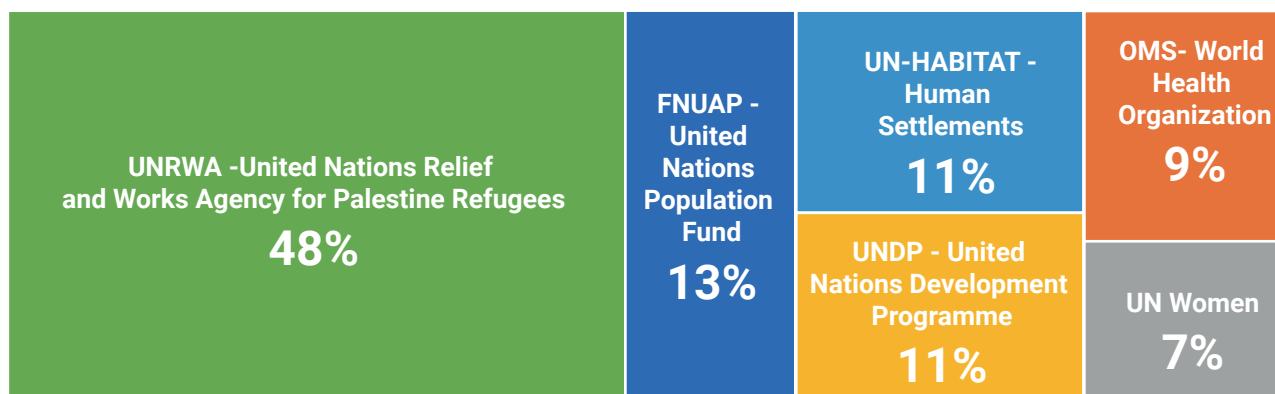 UNRWA -United Nations Relief
and Works Agency for Palestine Refugees
48%
FNUAP -
United
Nations
Population
Fund
13%
UN-HABITAT -
Human
Settlements
11%
UNDP - United
Nations Development
Programme
11%
OMS- World
Health
Organization
9%
UN Women
7%